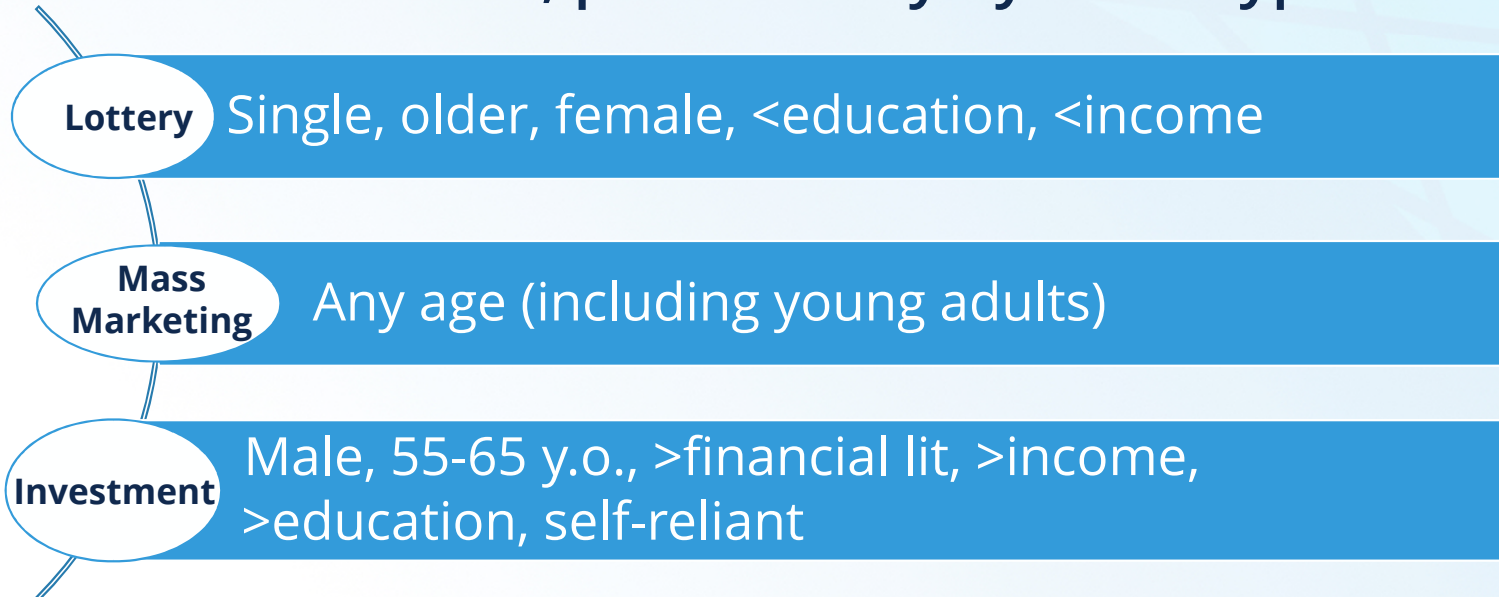 Lottery
Single, older, female, <education, <income
Mass
Marketing
Any age (including young adults)
Investment
Male, 55-65 y.o., >financial lit, >income,
>education, self-reliant